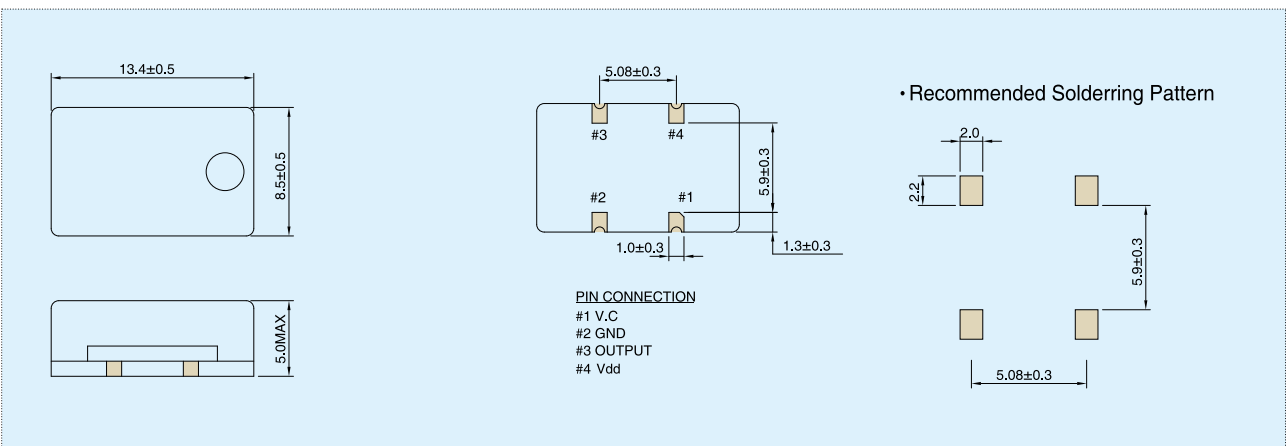 13.4±0.5
8.5±0.5
5.0MAX
5.08±0.3
#3
#4
5.9±0.3
#2
#1
1.0±0.3
1.3±0.3
PIN CONNECTION
#1 V.C
#2 GND
#3 OUTPUT
#4 Vdd
· Recommended Solderring Pattern
2.0
2.2
5.9±0.3
5.08±0.3